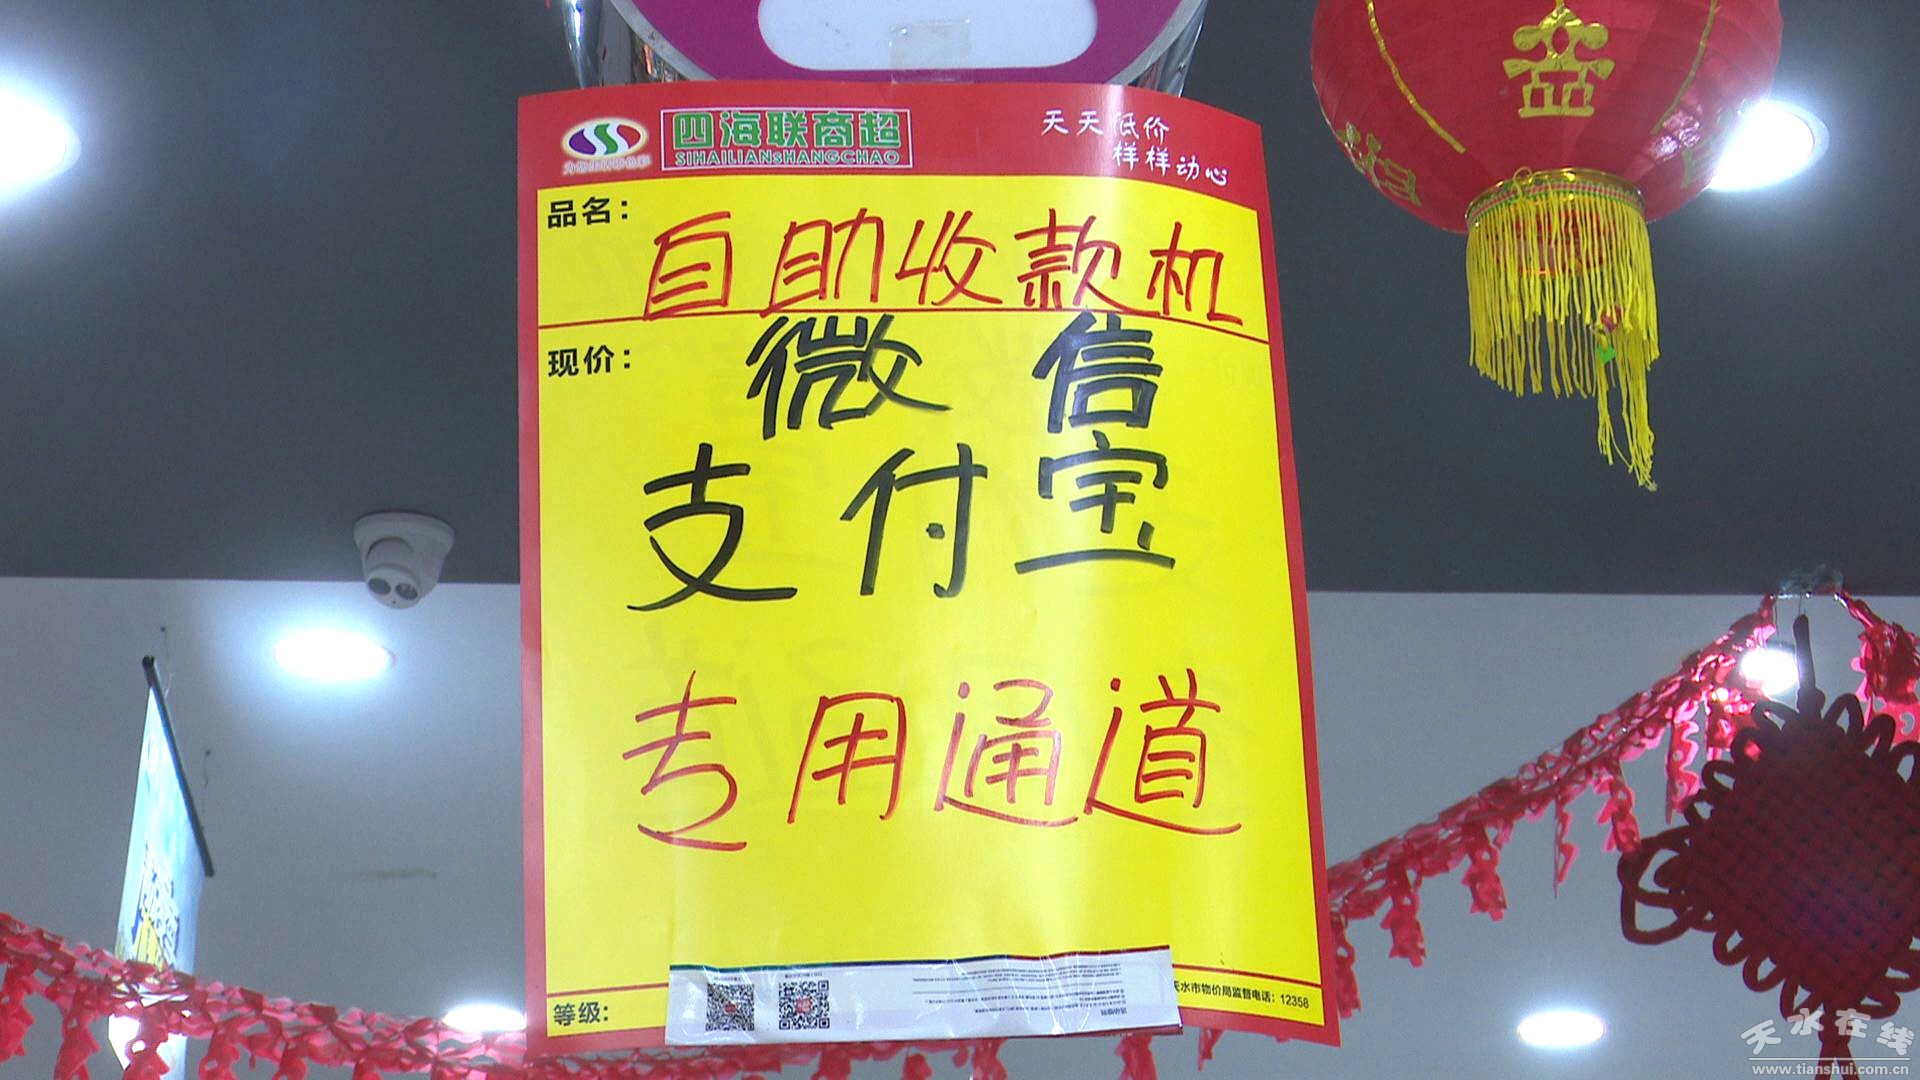 四海联商超
SIHAILIANSHANGCHAO
天天低价
样样动心
品名：
自助收款机
现价：
微信
支付宝
专用通道
等级:
天水市物价局监督电话：12358
天水在线
www.tianshui.com.cn